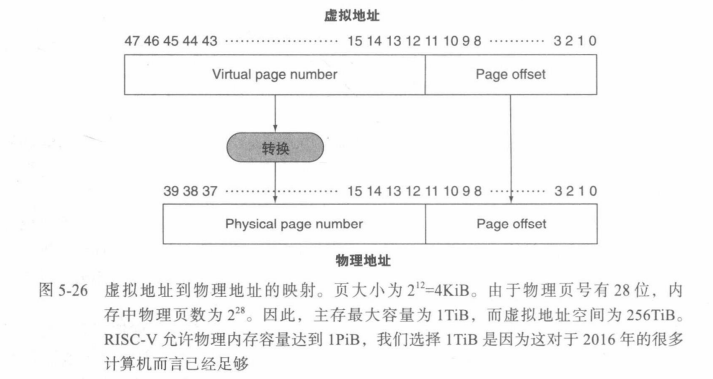 虚拟地址
47 46 45 44 43 ························ 15 14 13 12 11 10 9 8 ·········· 3 2 1 0
Virtual page number Page offset
转换
39 38 37 ························ 15 14 13 12 11 10 9 8 ·········· 3 2 1 0
Physical page number Page offset
物理地址
图 5-26 虚拟地址到物理地址的映射。页大小为 2¹²=4KiB。由于物理页号有 28 位，内
存中物理页数为 2²⁸。因此，主存最大容量为 1TiB，而虚拟地址空间为 256TiB。
RISC-V 允许物理内存容量达到 1PiB，我们选择 1TiB 是因为这对于 2016 年的很多
计算机而言已经足够